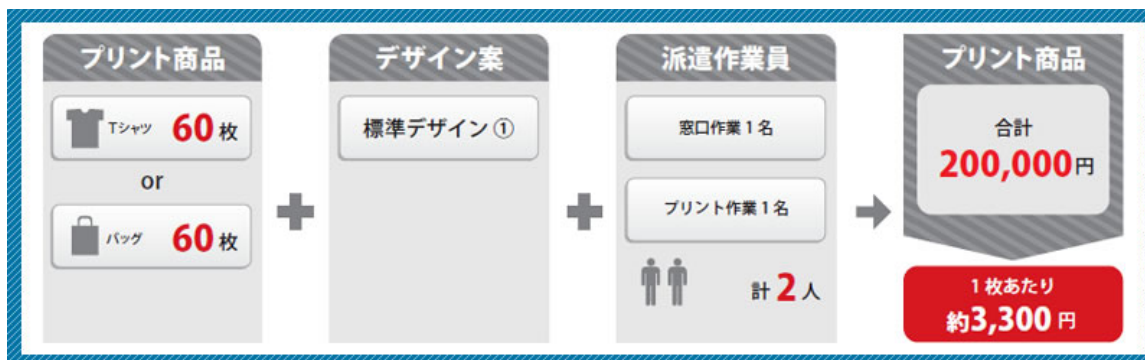 プリント商品
Tシャツ 60枚
or
バッグ 60枚
デザイン案
標準デザイン①
派遣作業員
窓口作業1名
プリント作業1名
計2人
プリント商品
合計
200,000円
1枚あたり
約3,300円